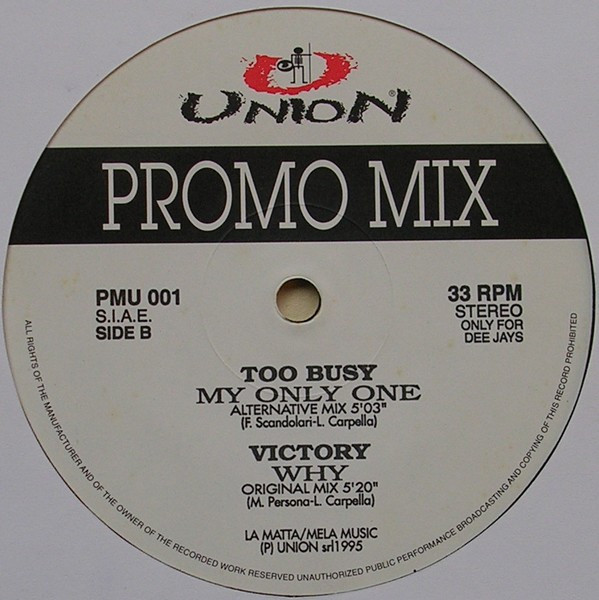 UNION®
PROMO MIX
PMU 001
S.I.A.E.
SIDE B
33 RPM
STEREO
ONLY FOR
DEE JAYS
TOO BUSY
MY ONLY ONE
ALTERNATIVE MIX 5'03"
(F. Scandolari-L. Carpella)
VICTORY
WHY
ORIGINAL MIX 5'20"
(M. Persona-L. Carpella)
LA MATTA/MELA MUSIC
(P) UNION srl1995
ALL RIGHTS OF THE MANUFACTURER AND OF THE OWNER OF THE RECORDED WORK RESERVED UNAUTHORIZED PUBLIC PERFORMANCE BROADCASTING AND COPYING OF THIS RECORD PROHIBITED